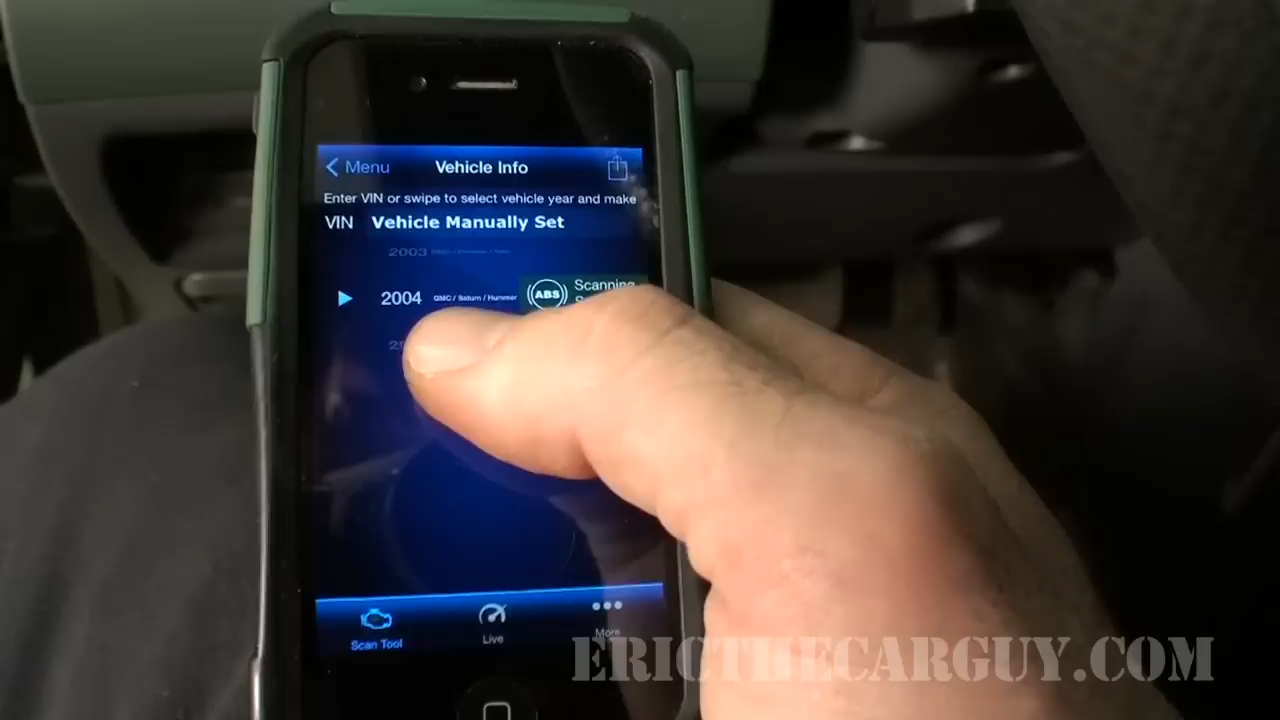 Menu
Vehicle Info
Enter VIN or swipe to select vehicle year and make
VIN Vehicle Manually Set
2003
2004 GMC / Saturn / Hummer
ABS
Scanning
Scan Tool
Live
More
ERICTHECARGUY.COM